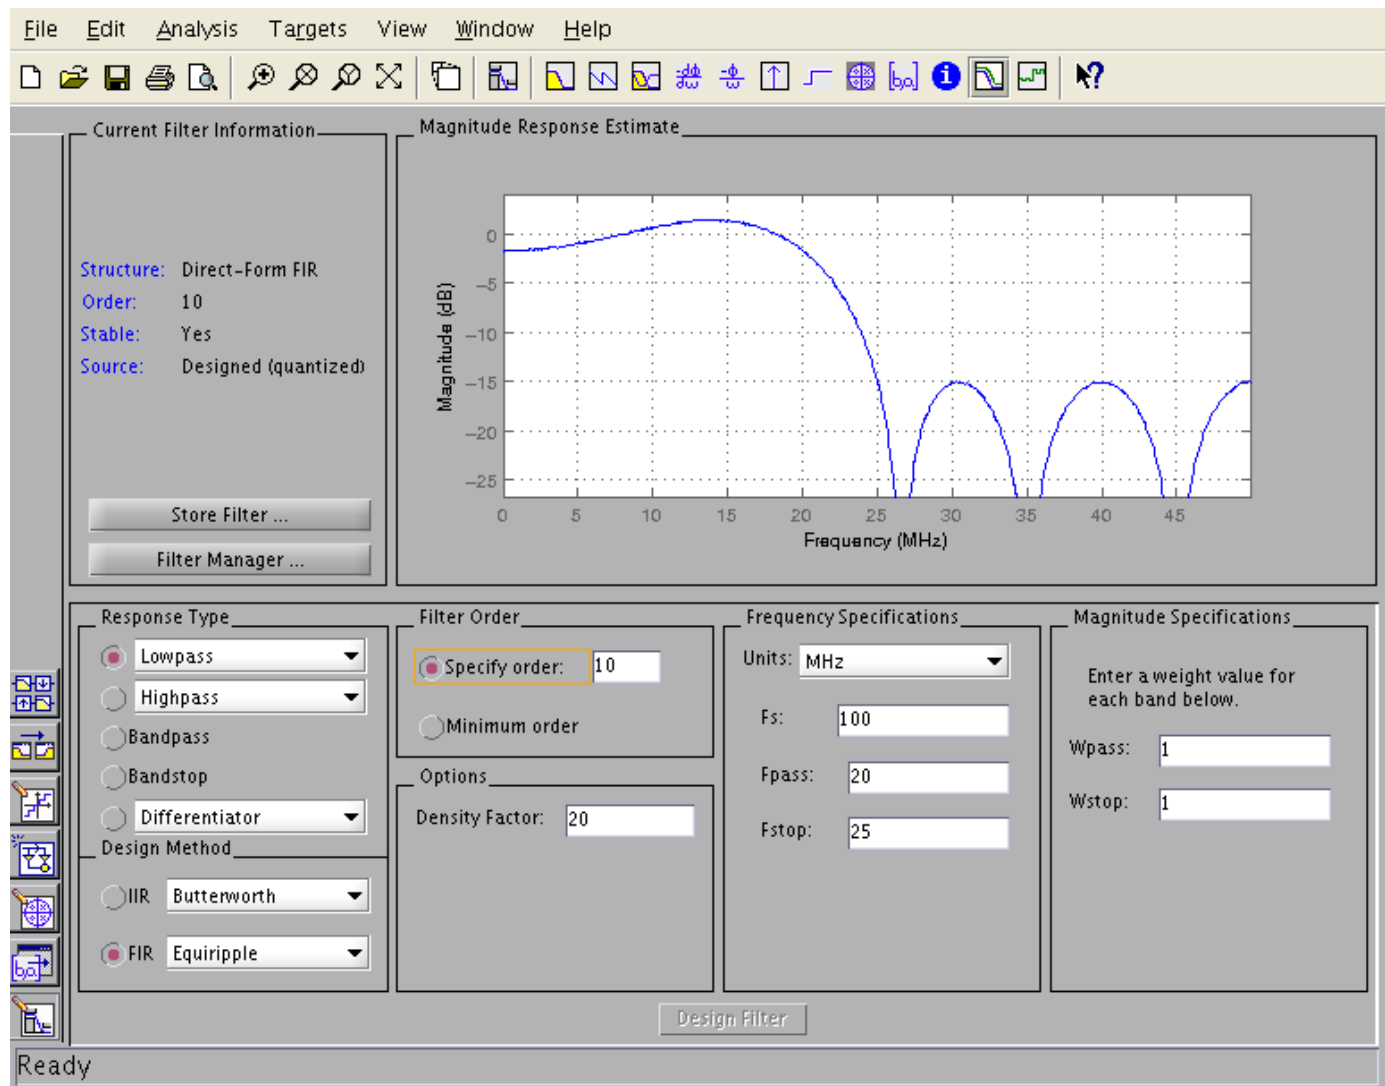 File Edit Analysis Targets View Window Help
Current Filter Information
Structure: Direct-Form FIR
Order: 10
Stable: Yes
Source: Designed (quantized)
Store Filter ...
Filter Manager ...
Magnitude Response Estimate
Magnitude (dB)
0
-5
-10
-15
-20
-25
0 5 10 15 20 25 30 35 40 45
Frequency (MHz)
Response Type
Lowpass
Highpass
Bandpass
Bandstop
Differentiator
Design Method
IIR Butterworth
FIR Equiripple
Filter Order
Specify order: 10
Minimum order
Options
Density Factor: 20
Frequency Specifications
Units: MHz
Fs: 100
Fpass: 20
Fstop: 25
Magnitude Specifications
Enter a weight value for
each band below.
Wpass: 1
Wstop: 1
Design Filter
Ready